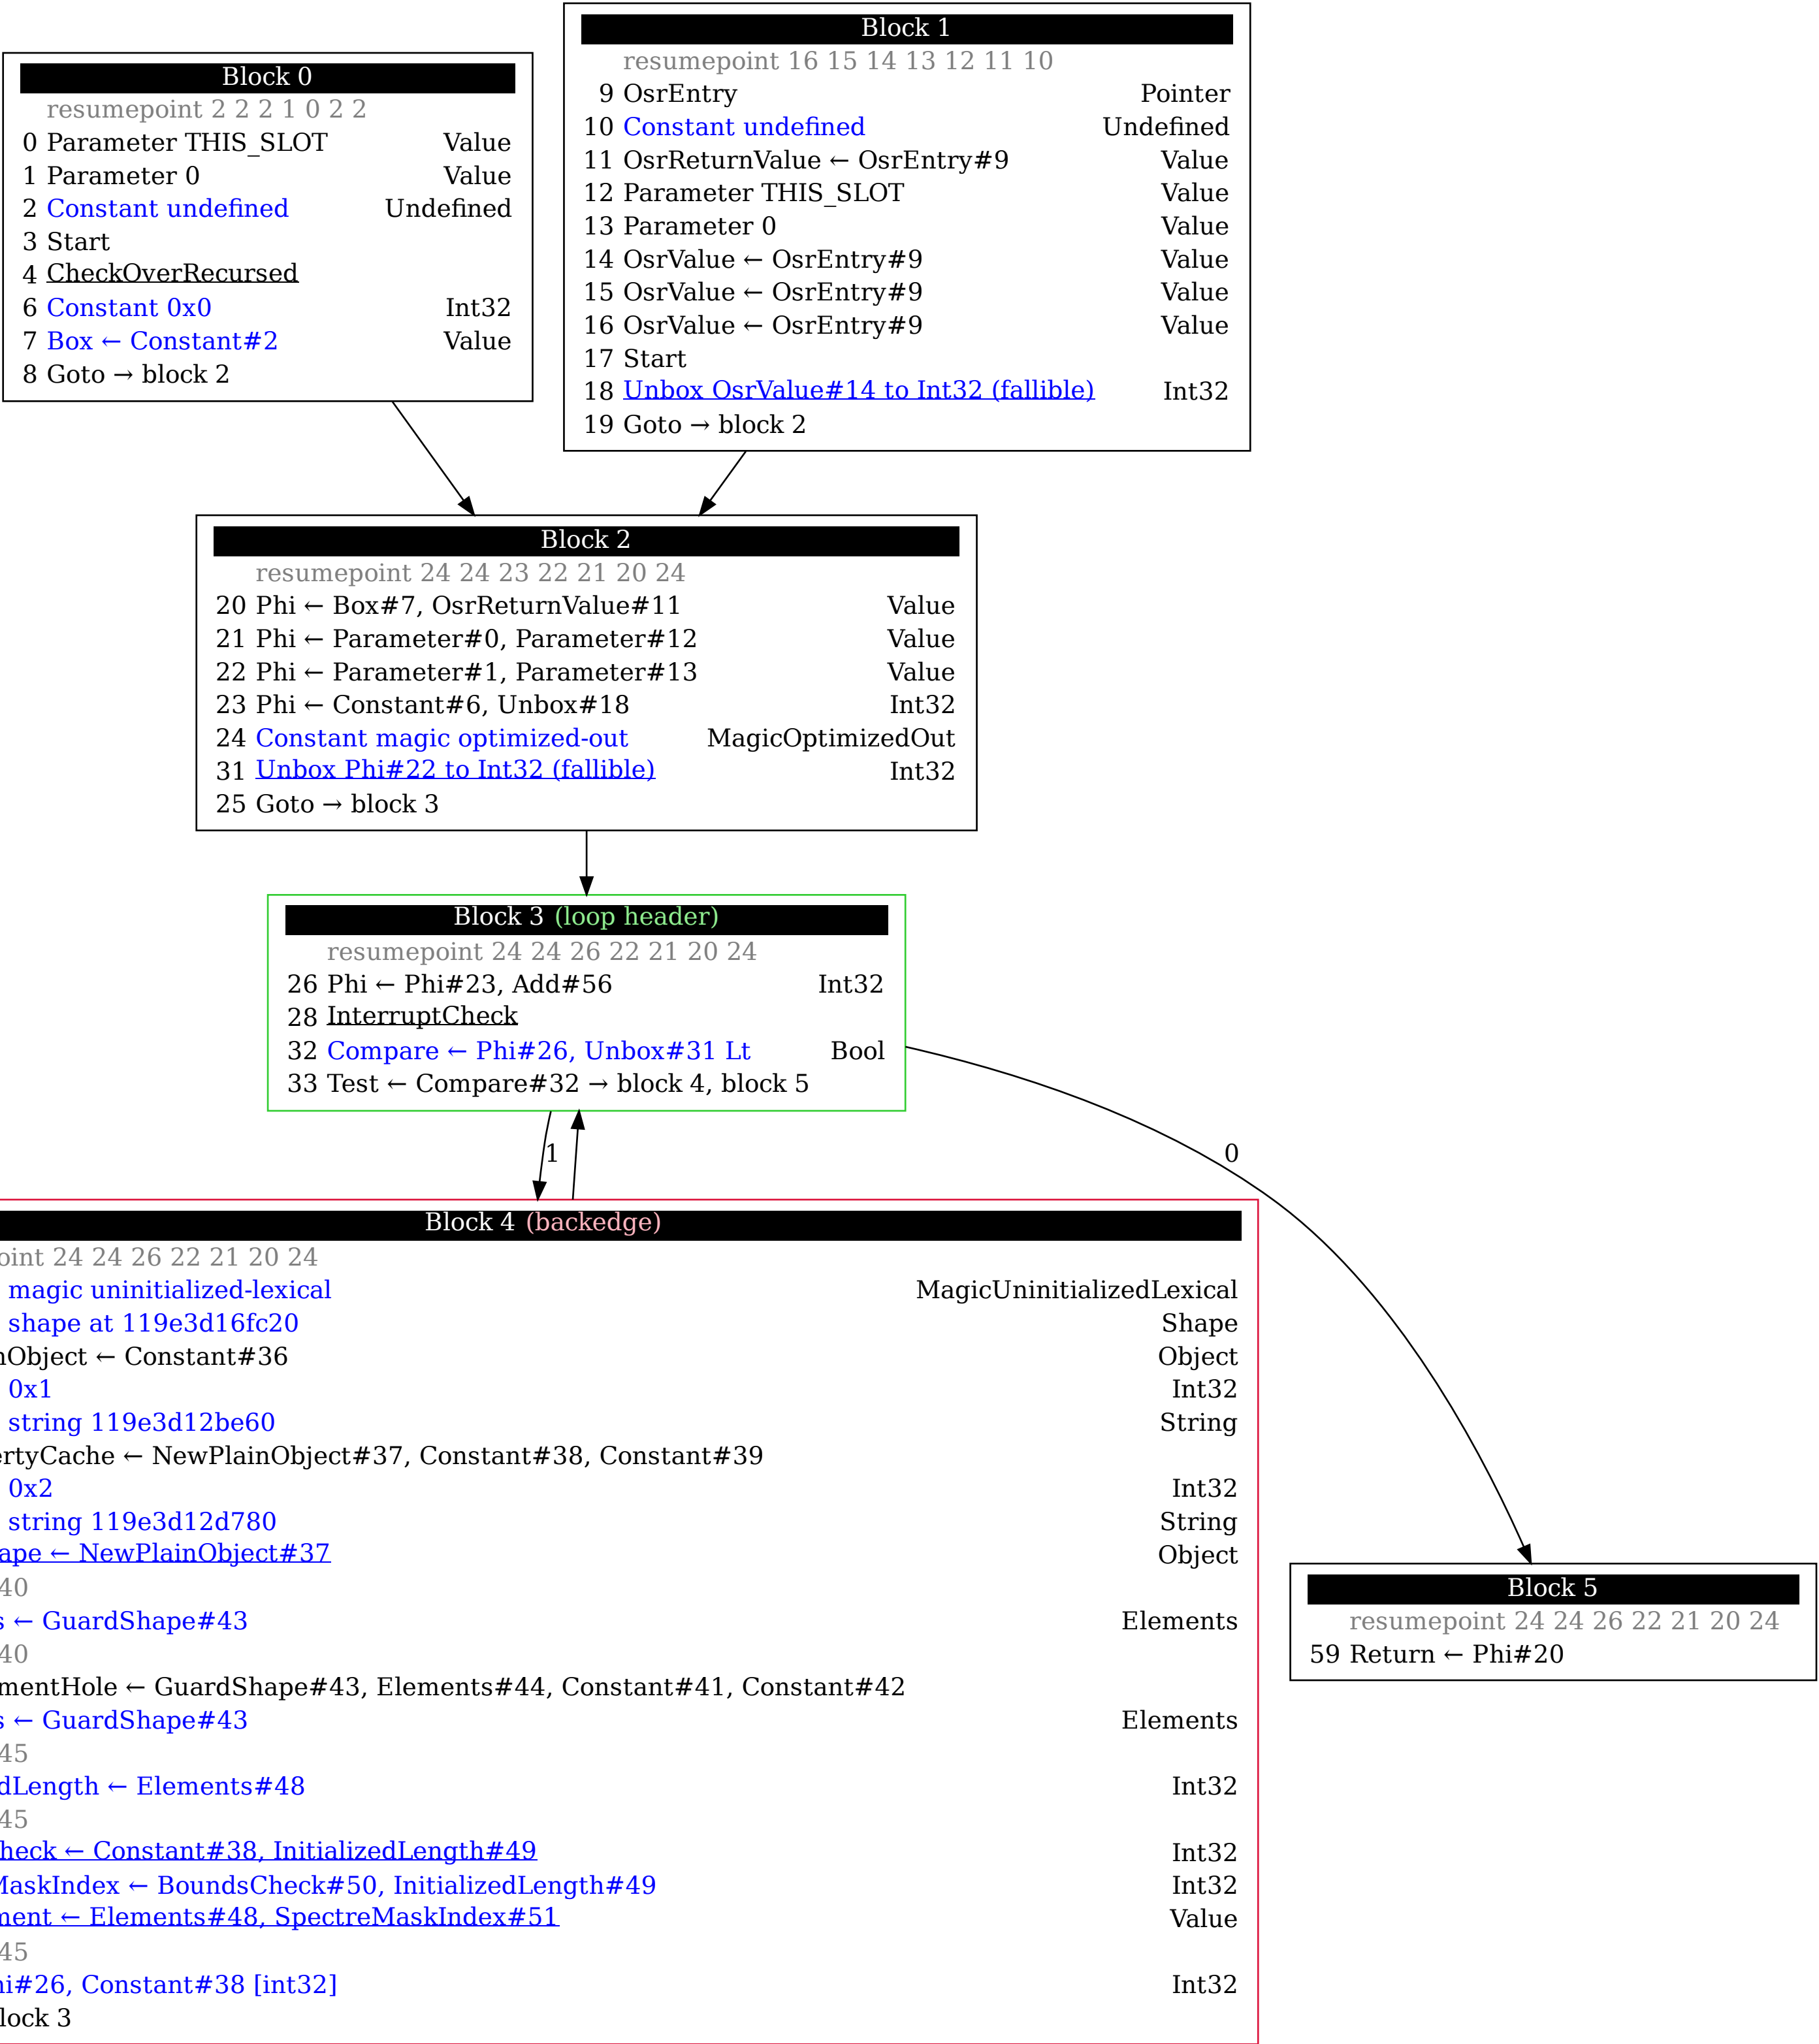 Block 0
resumepoint 2 2 2 1 0 2 2
0 Parameter THIS_SLOT Value
1 Parameter 0 Value
2 Constant undefined Undefined
3 Start
4 CheckOverRecursed
6 Constant 0x0 Int32
7 Box ← Constant#2 Value
8 Goto → block 2
Block 1
resumepoint 16 15 14 13 12 11 10
9 OsrEntry Pointer
10 Constant undefined Undefined
11 OsrReturnValue ← OsrEntry#9 Value
12 Parameter THIS_SLOT Value
13 Parameter 0 Value
14 OsrValue ← OsrEntry#9 Value
15 OsrValue ← OsrEntry#9 Value
16 OsrValue ← OsrEntry#9 Value
17 Start
18 Unbox OsrValue#14 to Int32 (fallible) Int32
19 Goto → block 2
Block 2
resumepoint 24 24 23 22 21 20 24
20 Phi ← Box#7, OsrReturnValue#11 Value
21 Phi ← Parameter#0, Parameter#12 Value
22 Phi ← Parameter#1, Parameter#13 Value
23 Phi ← Constant#6, Unbox#18 Int32
24 Constant magic optimized-out MagicOptimizedOut
31 Unbox Phi#22 to Int32 (fallible) Int32
25 Goto → block 3
Block 3 (loop header)
resumepoint 24 24 26 22 21 20 24
26 Phi ← Phi#23, Add#56 Int32
28 InterruptCheck
32 Compare ← Phi#26, Unbox#31 Lt Bool
33 Test ← Compare#32 → block 4, block 5
1
0
Block 4 (backedge)
oint 24 24 26 22 21 20 24
magic uninitialized-lexical MagicUninitializedLexical
shape at 119e3d16fc20 Shape
nObject ← Constant#36 Object
0x1 Int32
string 119e3d12be60 String
ertyCache ← NewPlainObject#37, Constant#38, Constant#39
0x2 Int32
string 119e3d12d780 String
ape ← NewPlainObject#37 Object
40
s ← GuardShape#43 Elements
40
mentHole ← GuardShape#43, Elements#44, Constant#41, Constant#42
s ← GuardShape#43 Elements
45
dLength ← Elements#48 Int32
45
heck ← Constant#38, InitializedLength#49 Int32
MaskIndex ← BoundsCheck#50, InitializedLength#49 Int32
ment ← Elements#48, SpectreMaskIndex#51 Value
45
hi#26, Constant#38 [int32] Int32
lock 3
Block 5
resumepoint 24 24 26 22 21 20 24
59 Return ← Phi#20